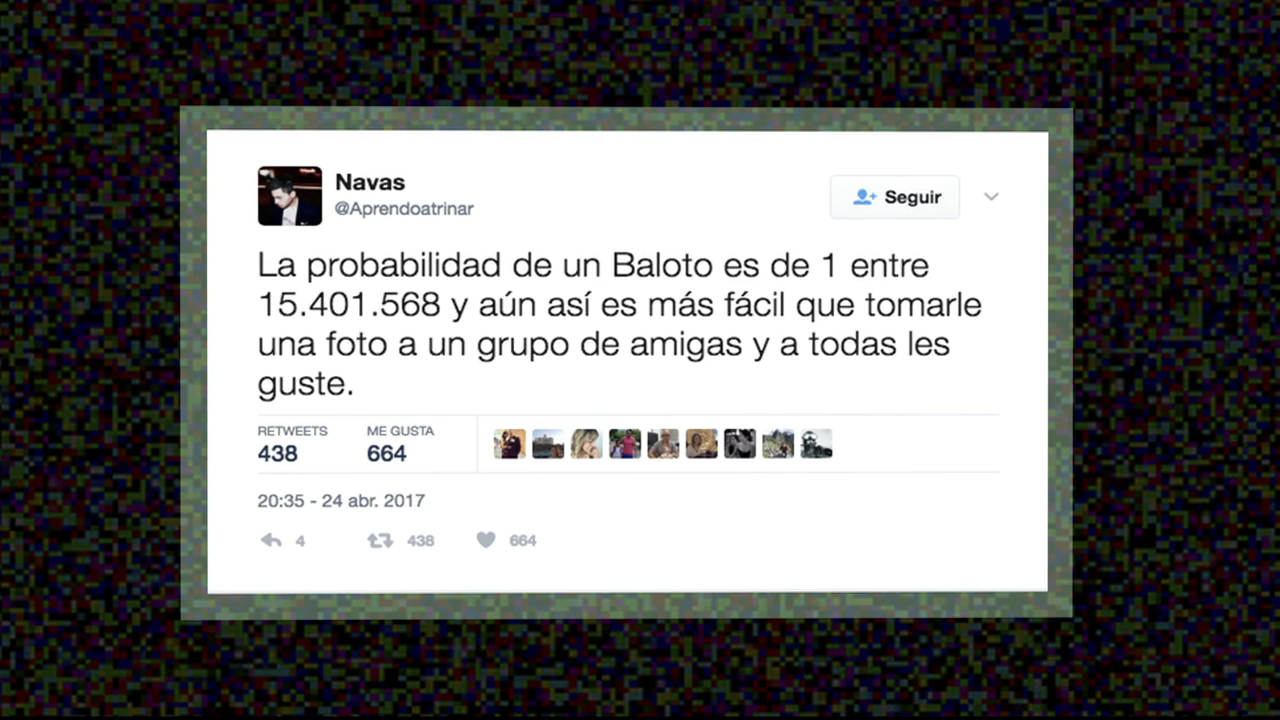 Navas
@Aprendoatrinar
Seguir
La probabilidad de un Baloto es de 1 entre
15.401.568 y aún así es más fácil que tomarle
una foto a un grupo de amigas y a todas les
guste.
RETWEETS
438
ME GUSTA
664
20:35 - 24 abr. 2017
4
438
664